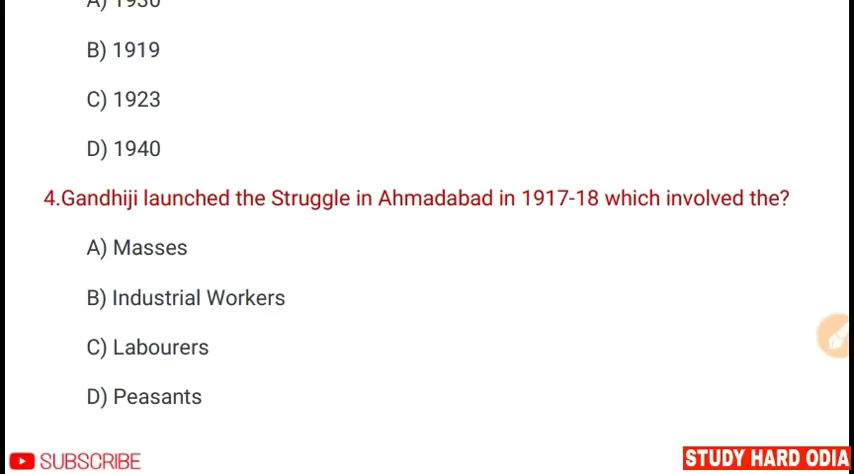 A) 1930
B) 1919
C) 1923
D) 1940
4.Gandhiji launched the Struggle in Ahmadabad in 1917-18 which involved the?
A) Masses
B) Industrial Workers
C) Labourers
D) Peasants
SUBSCRIBE
STUDY HARD ODIA